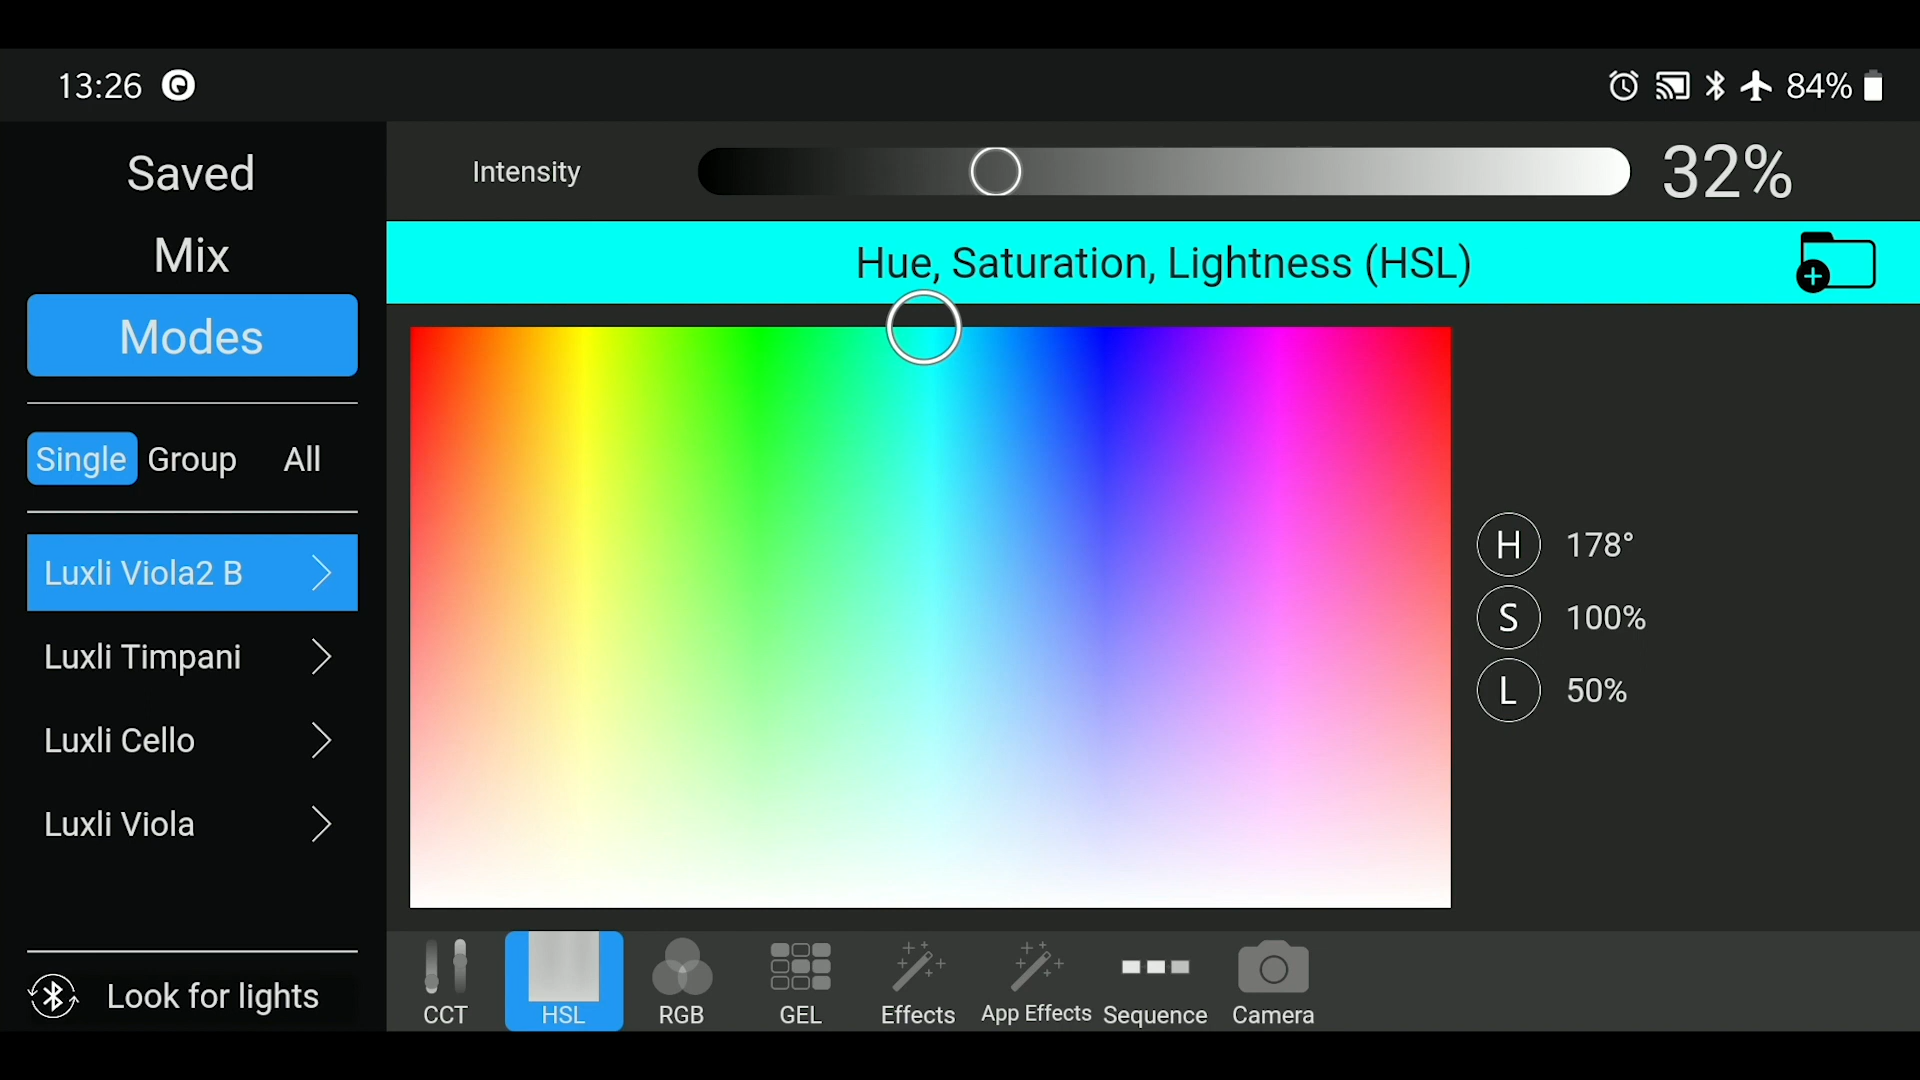 13:26
84%
Saved
Mix
Modes
Single Group All
Luxli Viola2 B
Luxli Timpani
Luxli Cello
Luxli Viola
Look for lights
Intensity
32%
Hue, Saturation, Lightness (HSL)
H 178°
S 100%
L 50%
CCT HSL RGB GEL Effects App Effects Sequence Camera